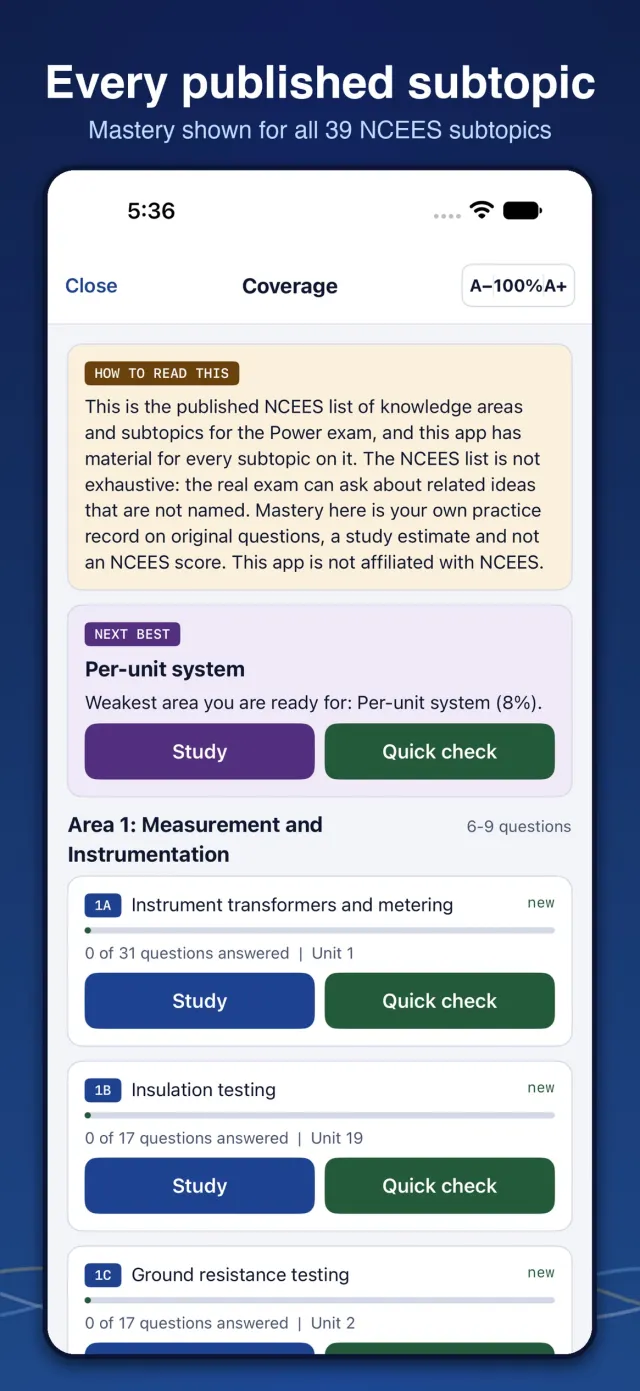 Every published subtopic
Mastery shown for all 39 NCEES subtopics
5:36
Close
Coverage
A−100%A+
HOW TO READ THIS
This is the published NCEES list of knowledge areas
and subtopics for the Power exam, and this app has
material for every subtopic on it. The NCEES list is not
exhaustive: the real exam can ask about related ideas
that are not named. Mastery here is your own practice
record on original questions, a study estimate and not
an NCEES score. This app is not affiliated with NCEES.
NEXT BEST
Per-unit system
Weakest area you are ready for: Per-unit system (8%).
Study
Quick check
Area 1: Measurement and
Instrumentation
6-9 questions
1A
Instrument transformers and metering
new
0 of 31 questions answered | Unit 1
Study
Quick check
1B
Insulation testing
new
0 of 17 questions answered | Unit 19
Study
Quick check
1C
Ground resistance testing
new
0 of 17 questions answered | Unit 2